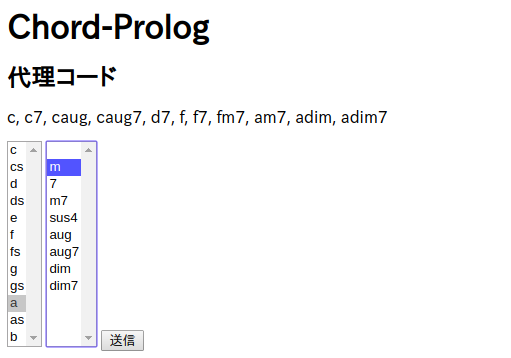 Chord-Prolog
代理コード
c, c7, caug, caug7, d7, f, f7, fm7, am7, adim, adim7
c
cs
d
ds
e
f
fs
g
gs
a
as
b
m
7
m7
sus4
aug
aug7
dim
dim7
送信